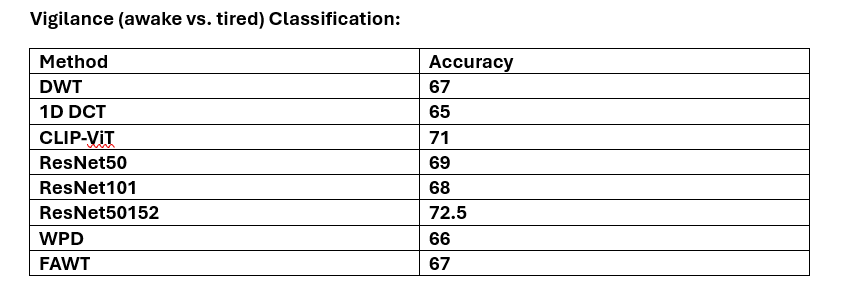 Vigilance (awake vs. tired) Classification:
Method Accuracy
DWT 67
1D DCT 65
CLIP-ViT 71
ResNet50 69
ResNet101 68
ResNet50152 72.5
WPD 66
FAWT 67